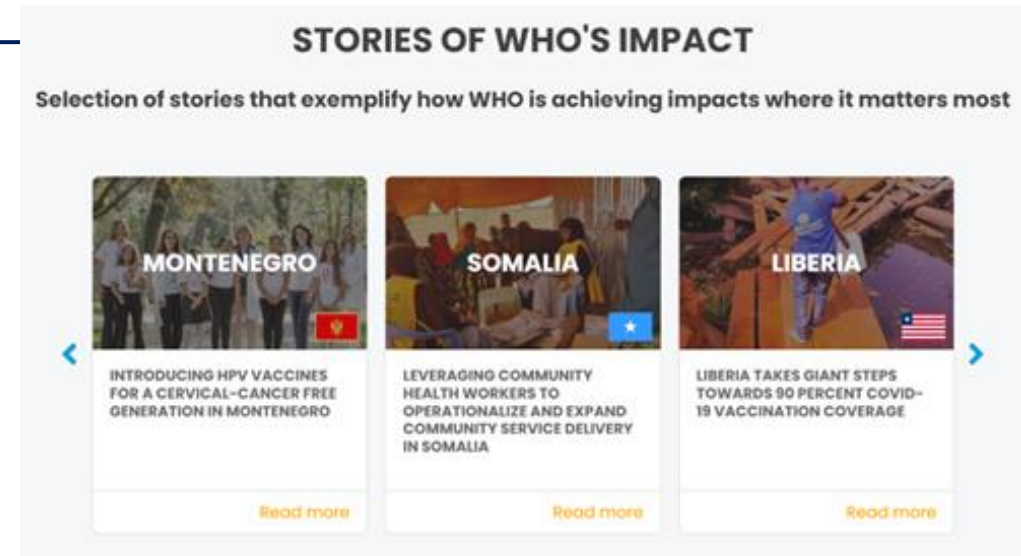 STORIES OF WHO'S IMPACT
Selection of stories that exemplify how WHO is achieving impacts where it matters most
MONTENEGRO
INTRODUCING HPV VACCINES
FOR A CERVICAL-CANCER FREE
GENERATION IN MONTENEGRO
Read more
SOMALIA
LEVERAGING COMMUNITY
HEALTH WORKERS TO
OPERATIONALIZE AND EXPAND
COMMUNITY SERVICE DELIVERY
IN SOMALIA
Read more
LIBERIA
LIBERIA TAKES GIANT STEPS
TOWARDS 90 PERCENT COVID-
19 VACCINATION COVERAGE
Read more